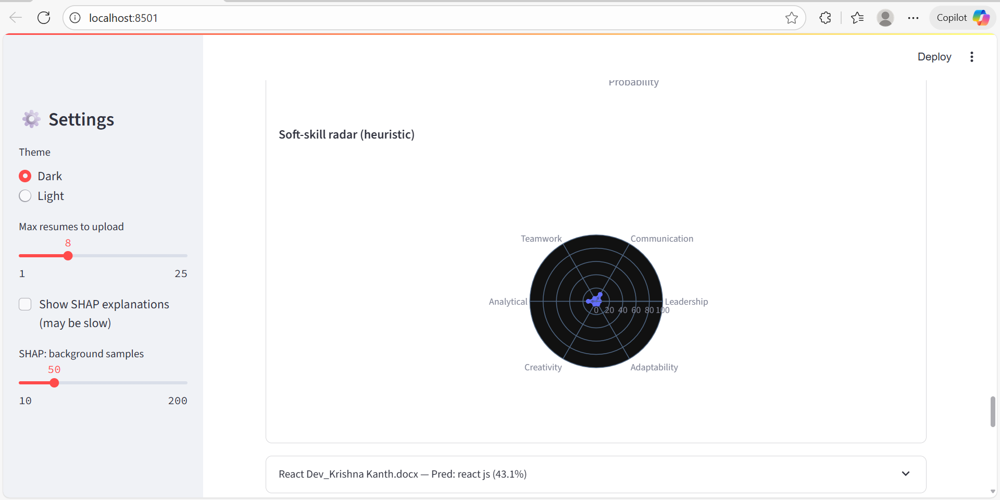 localhost:8501
Copilot
Deploy
Settings
Theme
Dark
Light
Max resumes to upload
8
1 25
Show SHAP explanations
(may be slow)
SHAP: background samples
50
10 200
Probability
Soft-skill radar (heuristic)
Teamwork Communication
Analytical Leadership
0 20 40 60 80 100
Creativity Adaptability
React Dev_Krishna Kanth.docx — Pred: react js (43.1%)